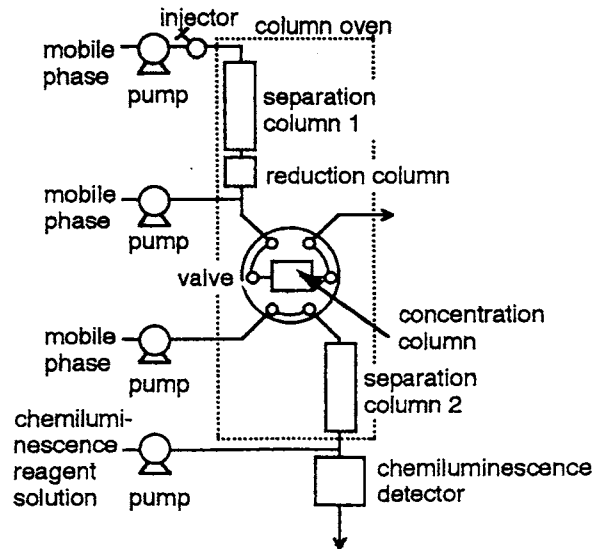 injector
column oven
mobile
phase
pump
separation
column 1
reduction column
mobile
phase
pump
valve
concentration
column
mobile
phase
pump
separation
column 2
chemilumi-
nescence
reagent
solution
pump
chemiluminescence
detector